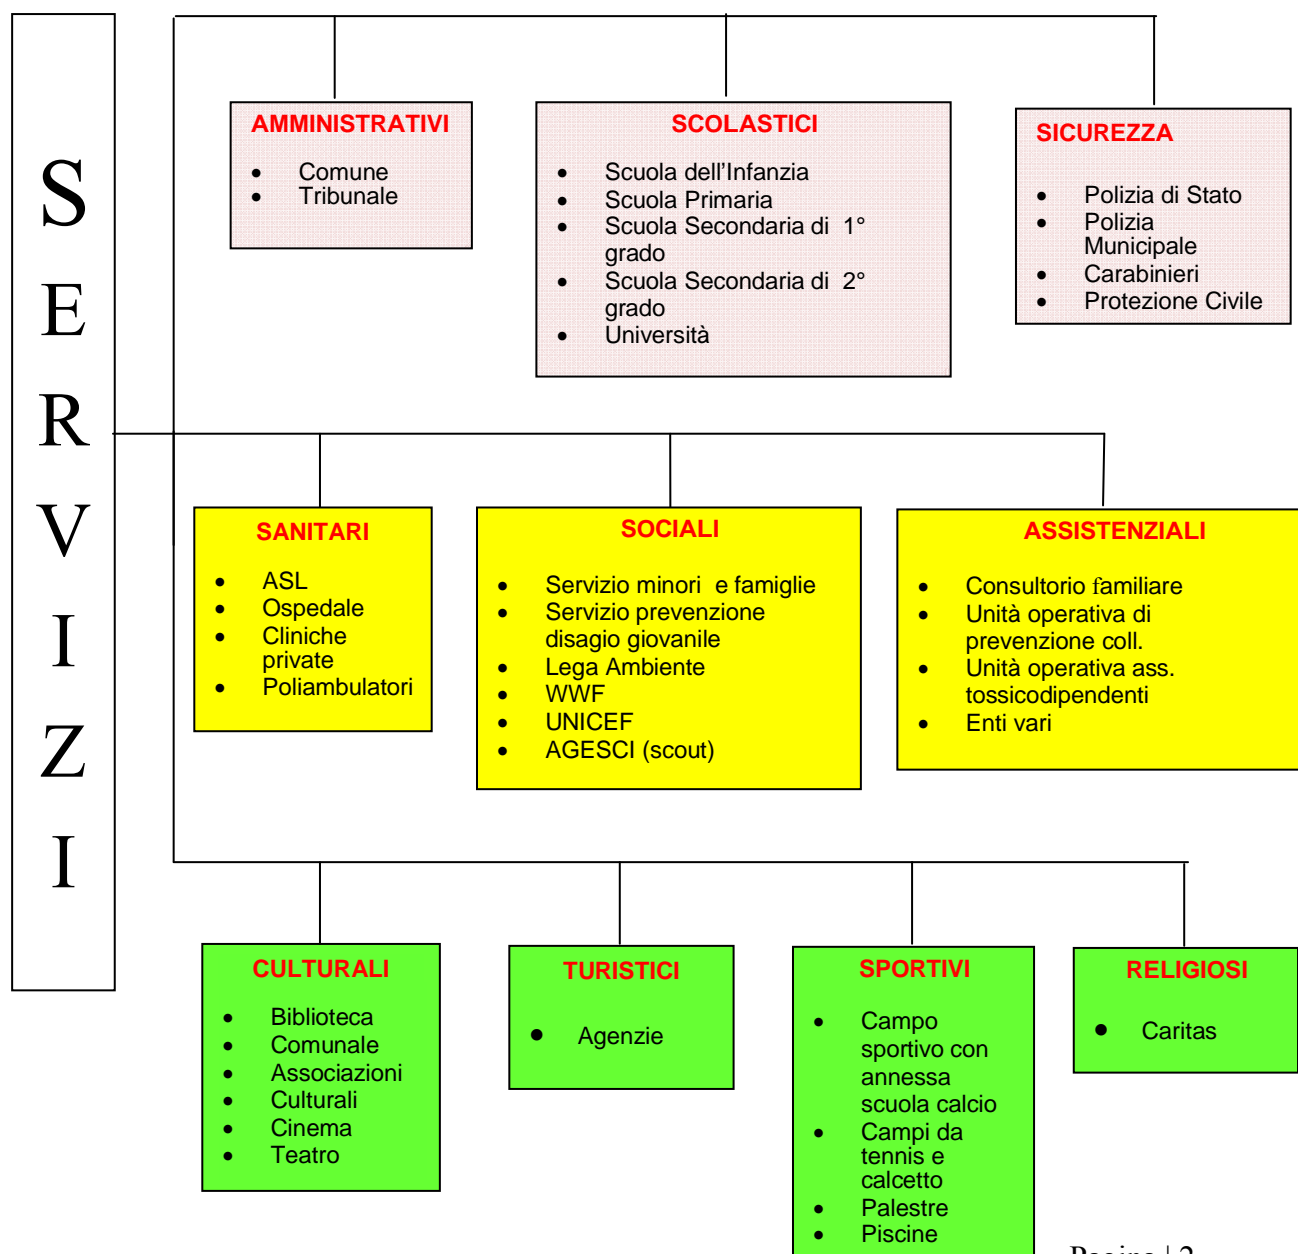 SERVIZI
AMMINISTRATIVI
• Comune
• Tribunale
SCOLASTICI
• Scuola dell'Infanzia
• Scuola Primaria
• Scuola Secondaria di 1°
grado
• Scuola Secondaria di 2°
grado
• Università
SICUREZZA
• Polizia di Stato
• Polizia
Municipale
• Carabinieri
• Protezione Civile
SANITARI
• ASL
• Ospedale
• Cliniche
private
• Poliambulatori
SOCIALI
• Servizio minori e famiglie
• Servizio prevenzione
disagio giovanile
• Lega Ambiente
• WWF
• UNICEF
• AGESCI (scout)
ASSISTENZIALI
• Consultorio familiare
• Unità operativa di
prevenzione coll.
• Unità operativa ass.
tossicodipendenti
• Enti vari
CULTURALI
• Biblioteca
• Comunale
• Associazioni
• Culturali
• Cinema
• Teatro
TURISTICI
• Agenzie
SPORTIVI
• Campo
sportivo con
annessa
scuola calcio
• Campi da
tennis e
calcetto
• Palestre
• Piscine
RELIGIOSI
• Caritas
Pagina | 2